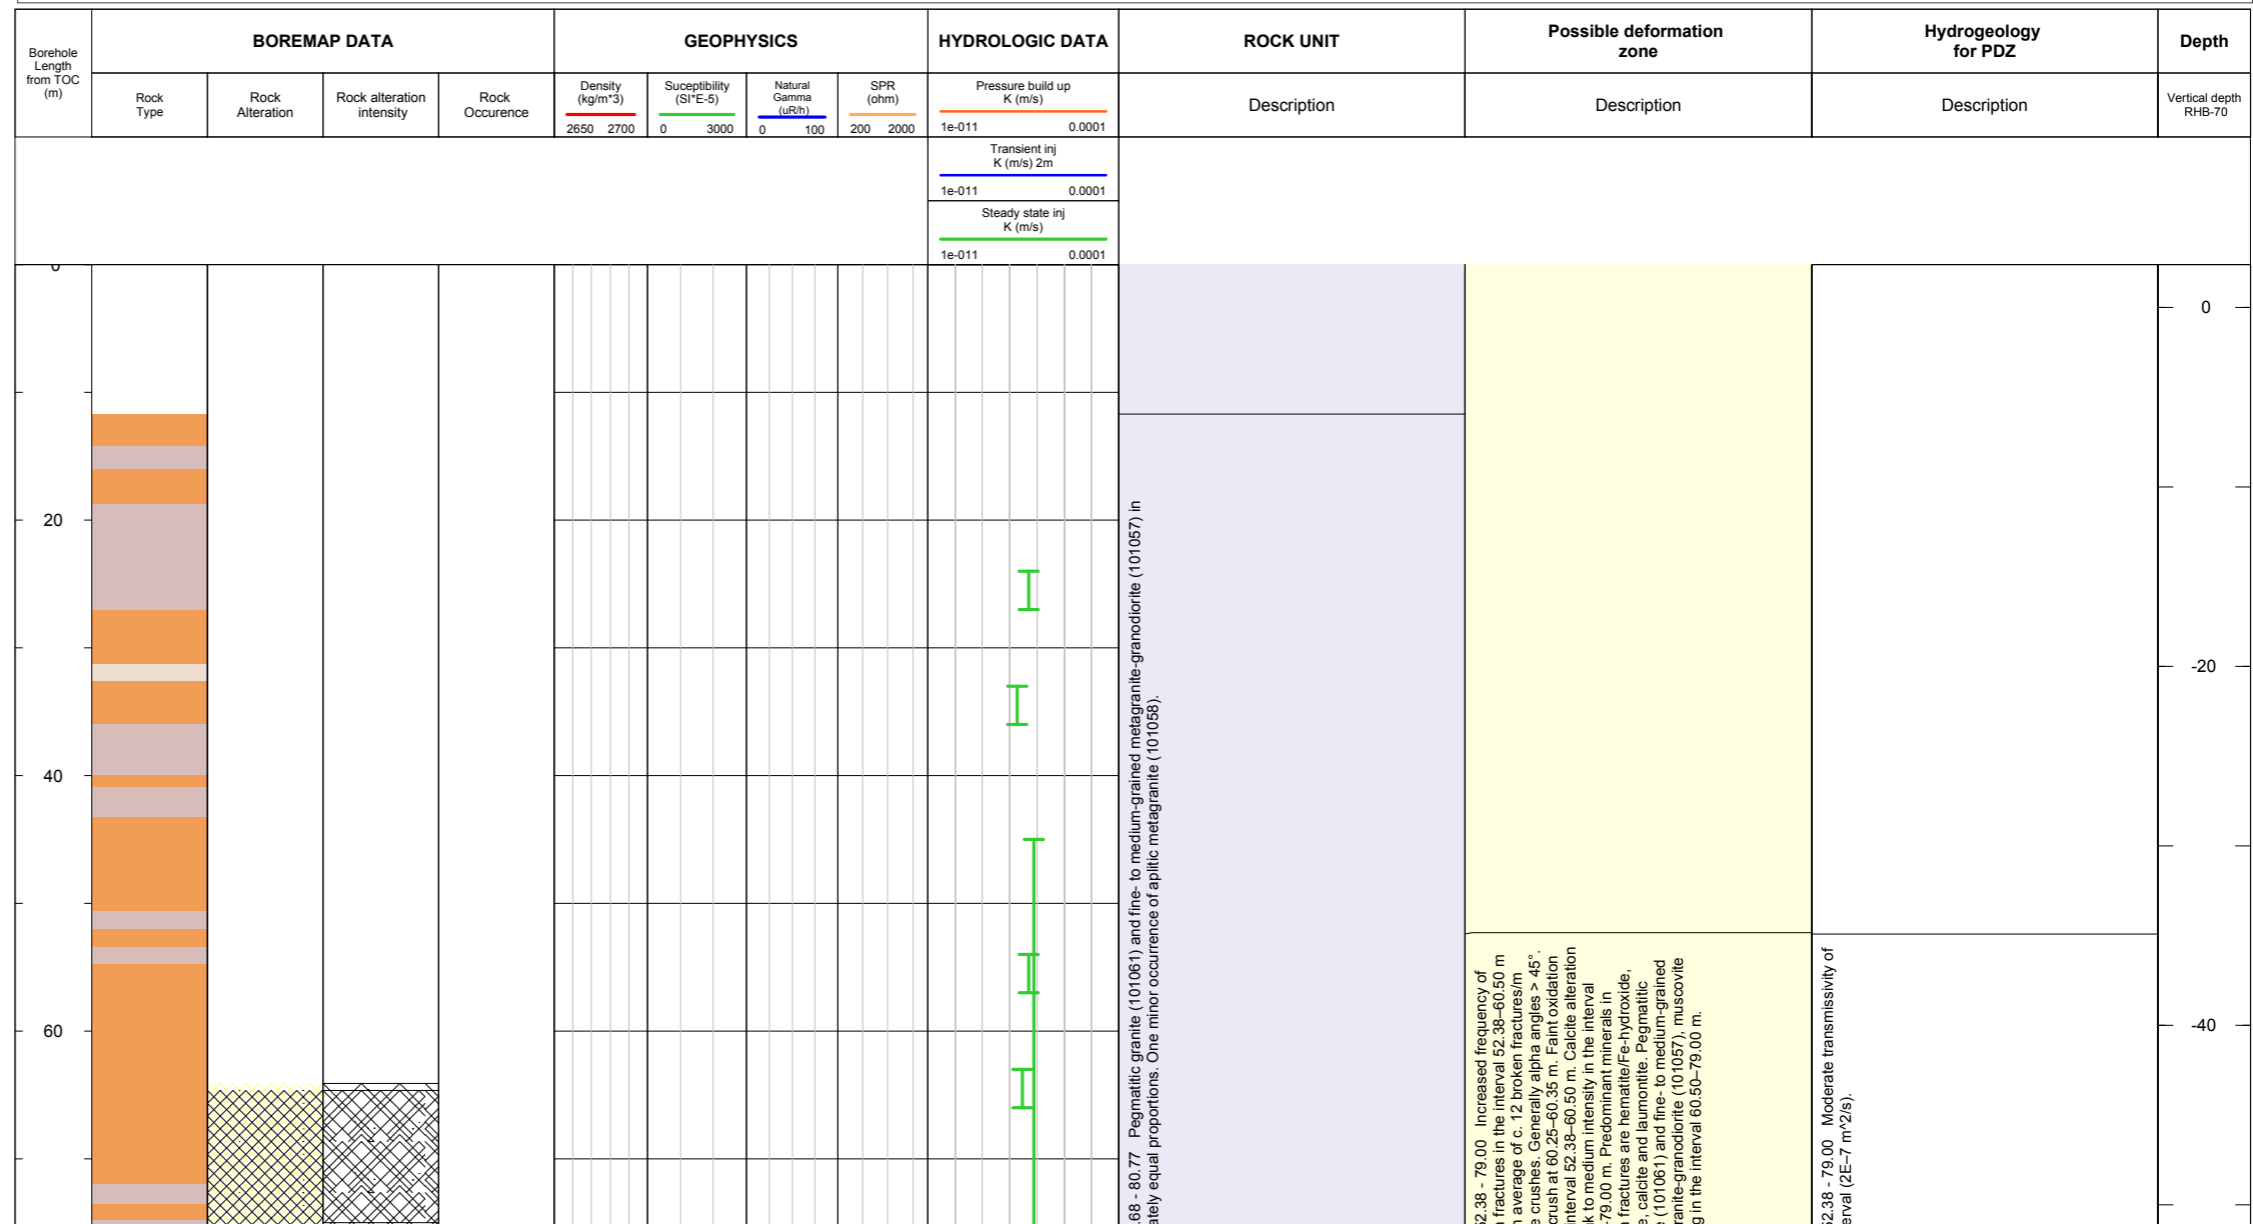 Borehole
Length
from TOC
(m)
BOREMAP DATA
GEOPHYSICS
HYDROLOGIC DATA
ROCK UNIT
Possible deformation
zone
Hydrogeology
for PDZ
Depth
Rock
Type
Rock
Alteration
Rock alteration
intensity
Rock
Occurence
Density
(kg/m*3)
2650 2700
Suceptibility
(SI*E-5)
0 3000
Natural
Gamma
(uR/h)
0 100
SPR
(ohm)
200 2000
Pressure build up
K (m/s)
1e-011 0.0001
Description
Description
Description
Vertical depth
RHB-70
Transient inj
K (m/s) 2m
1e-011 0.0001
Steady state inj
K (m/s)
1e-011 0.0001
0
20
40
60
.68 - 80.77 Pegmatitic granite (101061) and fine- to medium-grained metagranite-granodiorite (101057) in
ately equal proportions. One minor occurrence of aplitic metagranite (101058).
52.38 - 79.00 Increased frequency of
fractures in the interval 52.38–60.50 m
average of c. 12 broken fractures/m
crushes. Generally alpha angles > 45°.
crush at 60.25–60.35 m. Faint oxidation
interval 52.38–60.50 m. Calcite alteration
k to medium intensity in the interval
-79.00 m. Predominant minerals in
fractures are hematite/Fe-hydroxide,
e, calcite and laumontite. Pegmatitic
e (101061) and fine- to medium-grained
ranite-granodiorite (101057), muscovite
g in the interval 60.50–79.00 m.
52.38 - 79.00 Moderate transmissivity of
erval (2E–7 m^2/s).
0
-20
-40